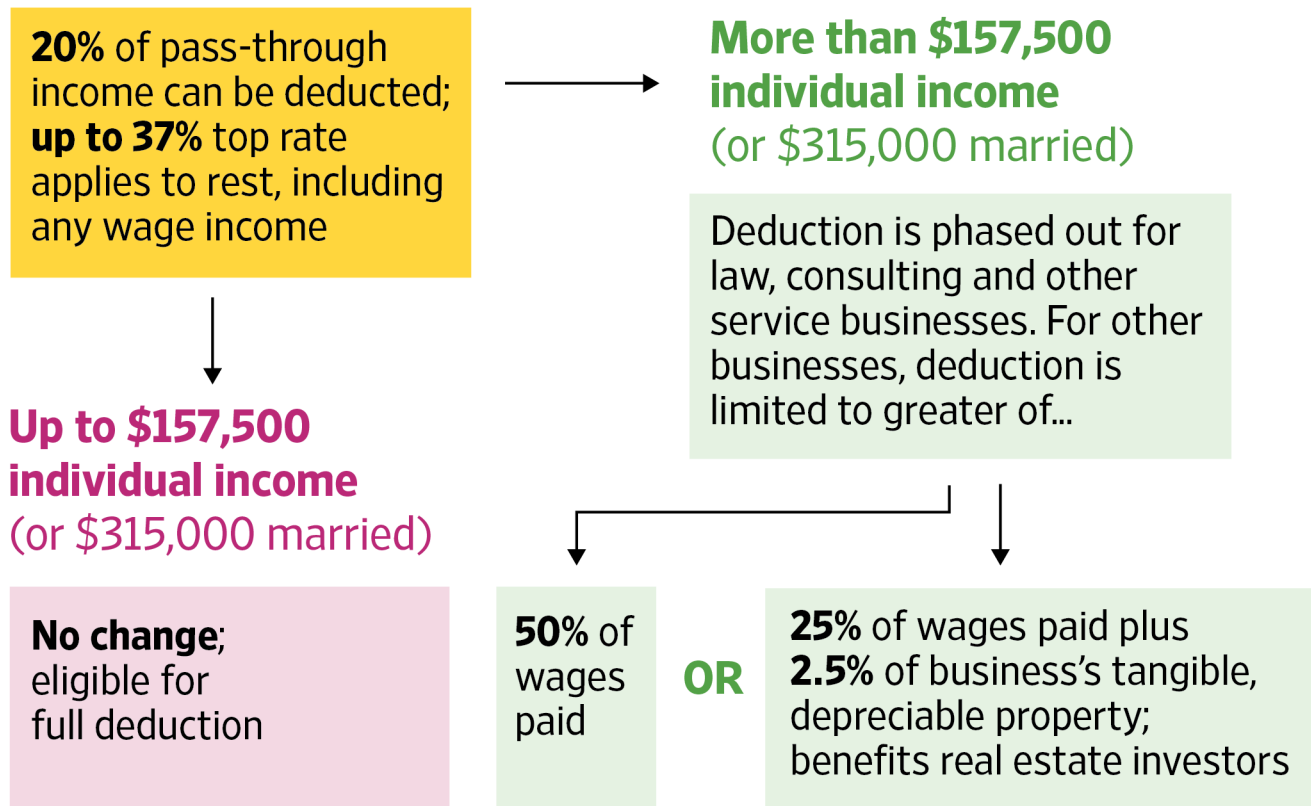 20% of pass-through
income can be deducted;
up to 37% top rate
applies to rest, including
any wage income
More than $157,500
individual income
(or $315,000 married)
Deduction is phased out for
law, consulting and other
service businesses. For other
businesses, deduction is
limited to greater of...
Up to $157,500
individual income
(or $315,000 married)
No change;
eligible for
full deduction
50% of
wages
paid
OR
25% of wages paid plus
2.5% of business’s tangible,
depreciable property;
benefits real estate investors